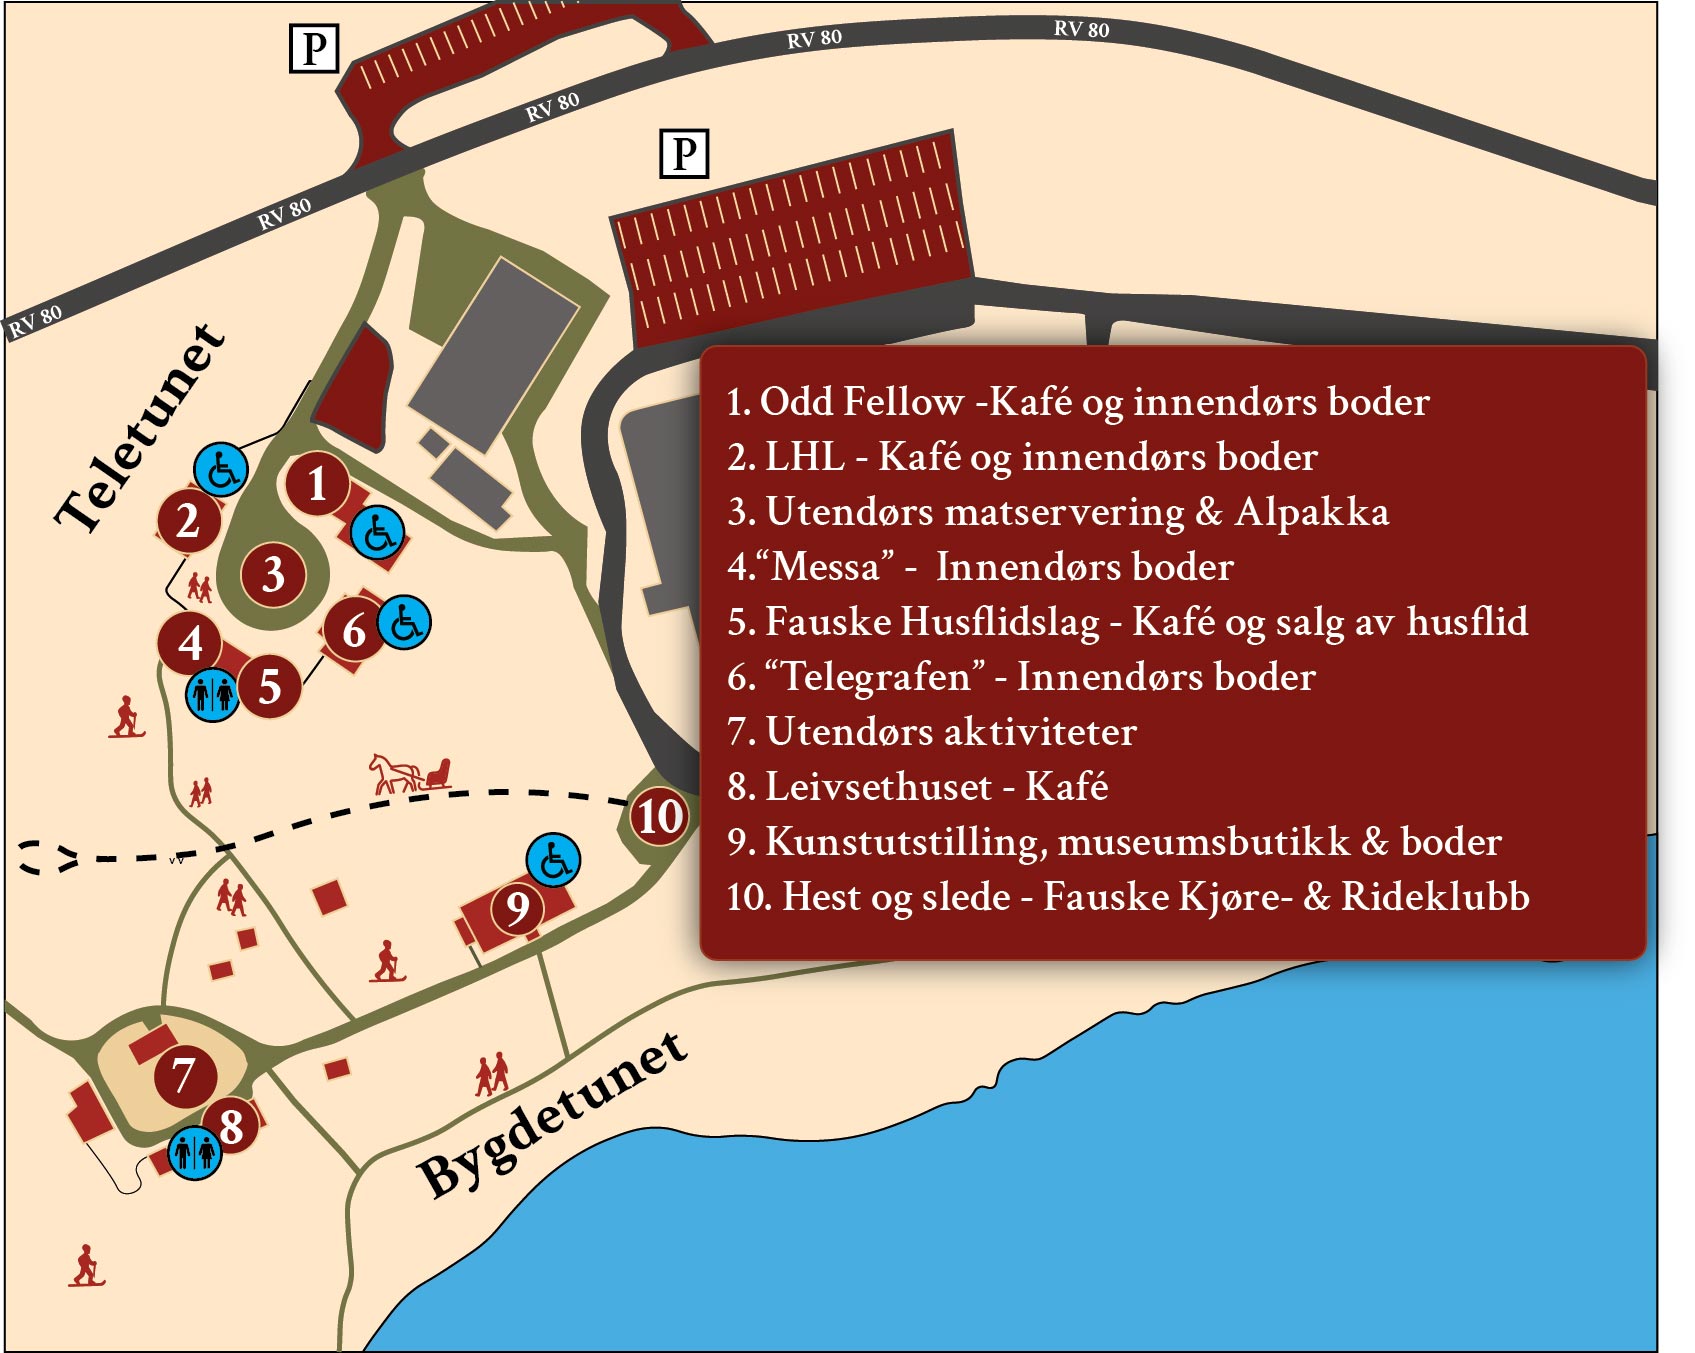 P
RV 80
RV 80
RV 80
P
RV 80
RV 80
Teletunet
1. Odd Fellow -Kafé og innendørs boder
2. LHL - Kafé og innendørs boder
3. Utendørs matservering & Alpakka
4.“Messa” - Innendørs boder
5. Fauske Husflidslag - Kafé og salg av husflid
6. “Telegrafen” - Innendørs boder
7. Utendørs aktiviteter
8. Leivsethuset - Kafé
9. Kunstutstilling, museumsbutikk & boder
10. Hest og slede - Fauske Kjøre- & Rideklubb
1
2
3
4
6
5
10
9
7
8
Bygdetunet